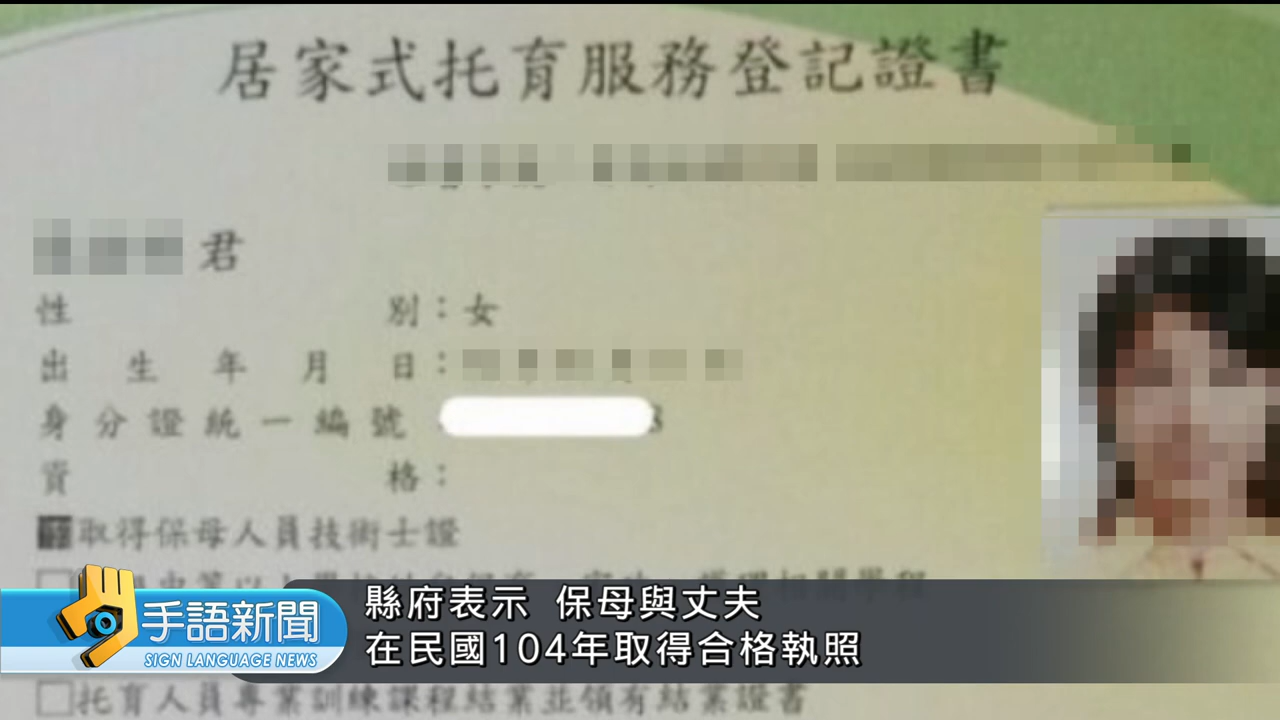 居家式托育服務登記證書
君
性別：女
出生年月日：
身分證統一編號
資格：
取得保母人員技術士證
縣府表示 保母與丈夫
手語新聞
在民國104年取得合格執照
SIGN LANGUAGE NEWS
□托育人員專業訓練課程結業並領有結業證書